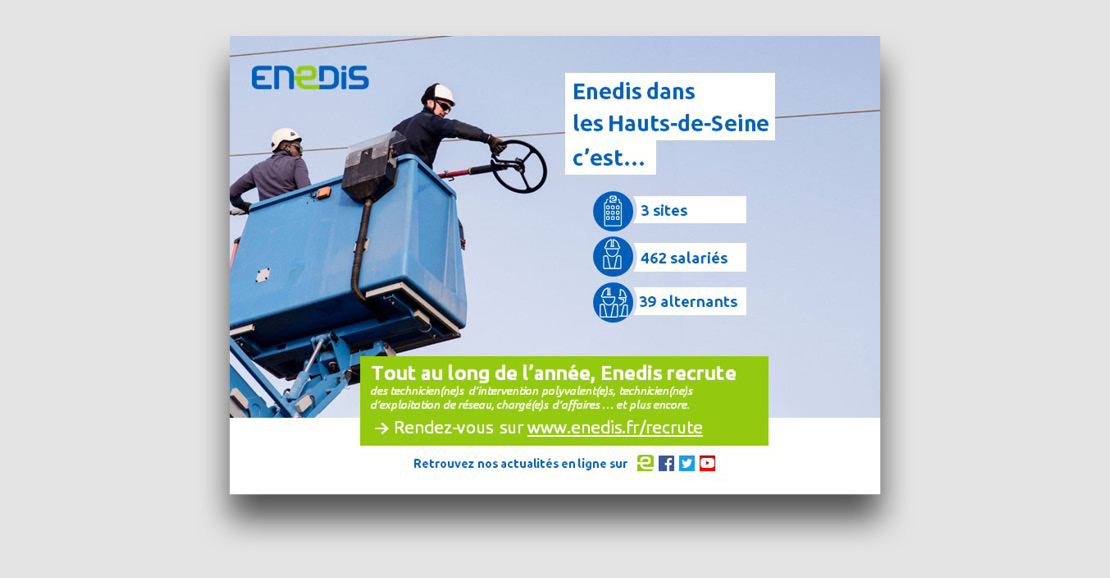 enedis
Enedis dans
les Hauts-de-Seine
c'est…
3 sites
462 salariés
39 alternants
Tout au long de l'année, Enedis recrute
des technicien(ne)s d'intervention polyvalent(e)s, technicien(ne)s
d'exploitation de réseau, chargé(e)s d'affaires … et plus encore.
→ Rendez-vous sur www.enedis.fr/recrute
Retrouvez nos actualités en ligne sur